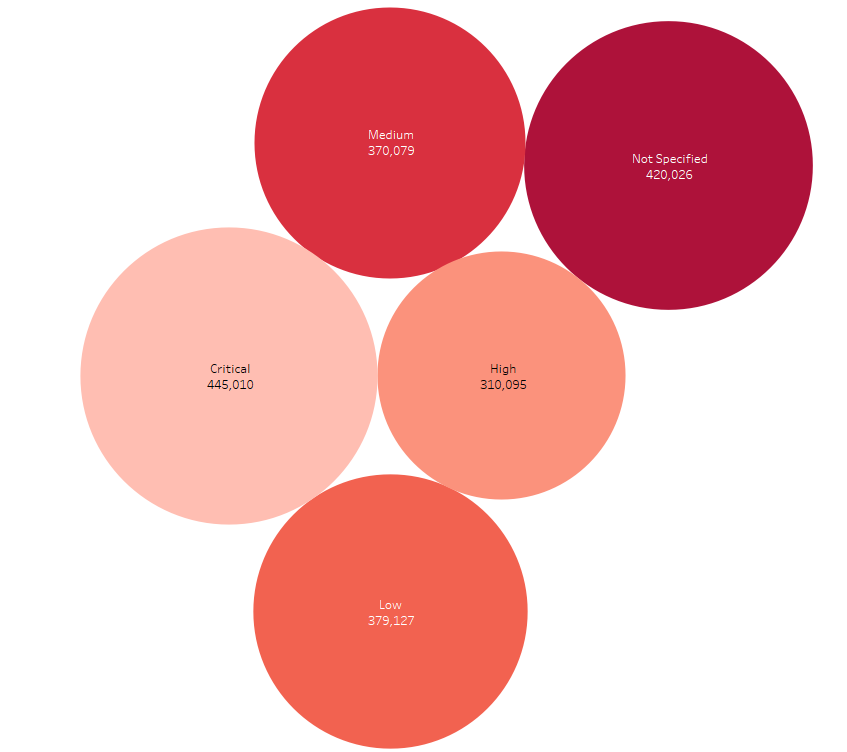 Medium
370,079
Not Specified
420,026
Critical
445,010
High
310,095
Low
379,127